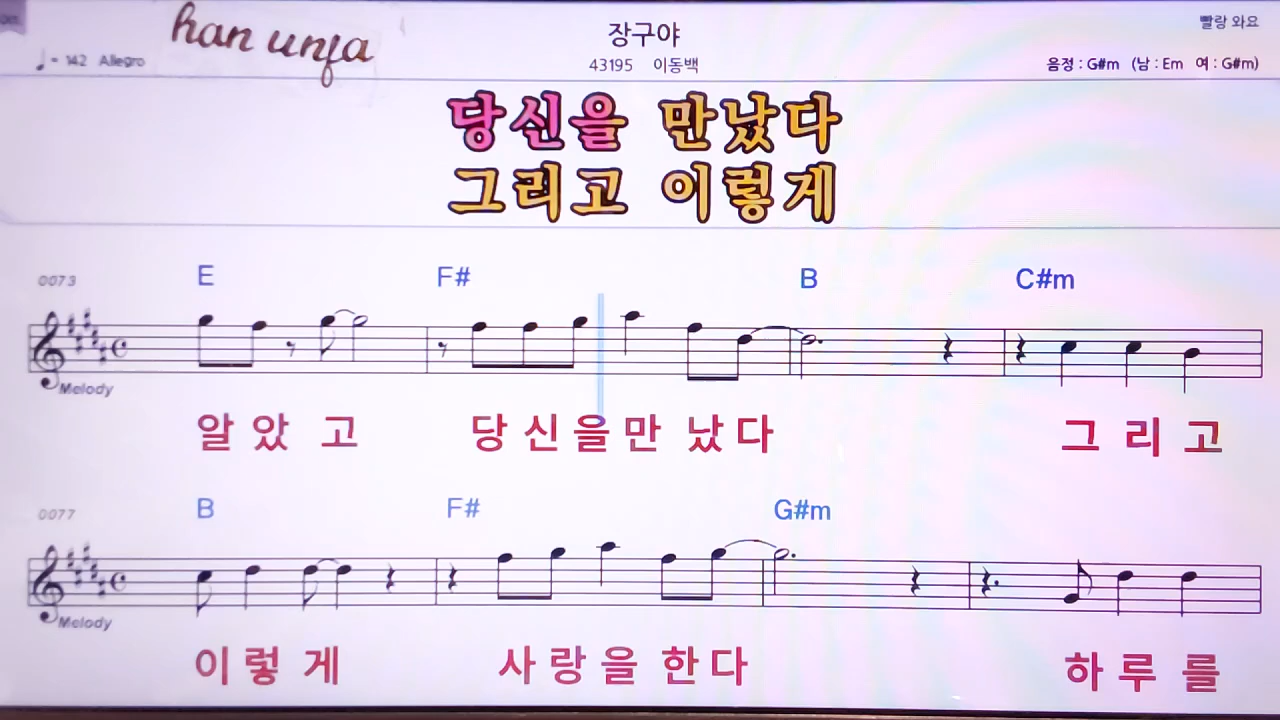 han unfa
장구야
빨랑 와요
♩= 142 Allegro
43195 이동백
음정 : G#m (남 : Em 여 : G#m)
당신을 만났다
그리고 이렇게
0073
E F# B C#m
Melody
알 았 고 당 신 을 만 났 다 그 리 고
0077
B F# G#m
Melody
이 렇 게 사 랑 을 한 다 하 루 를